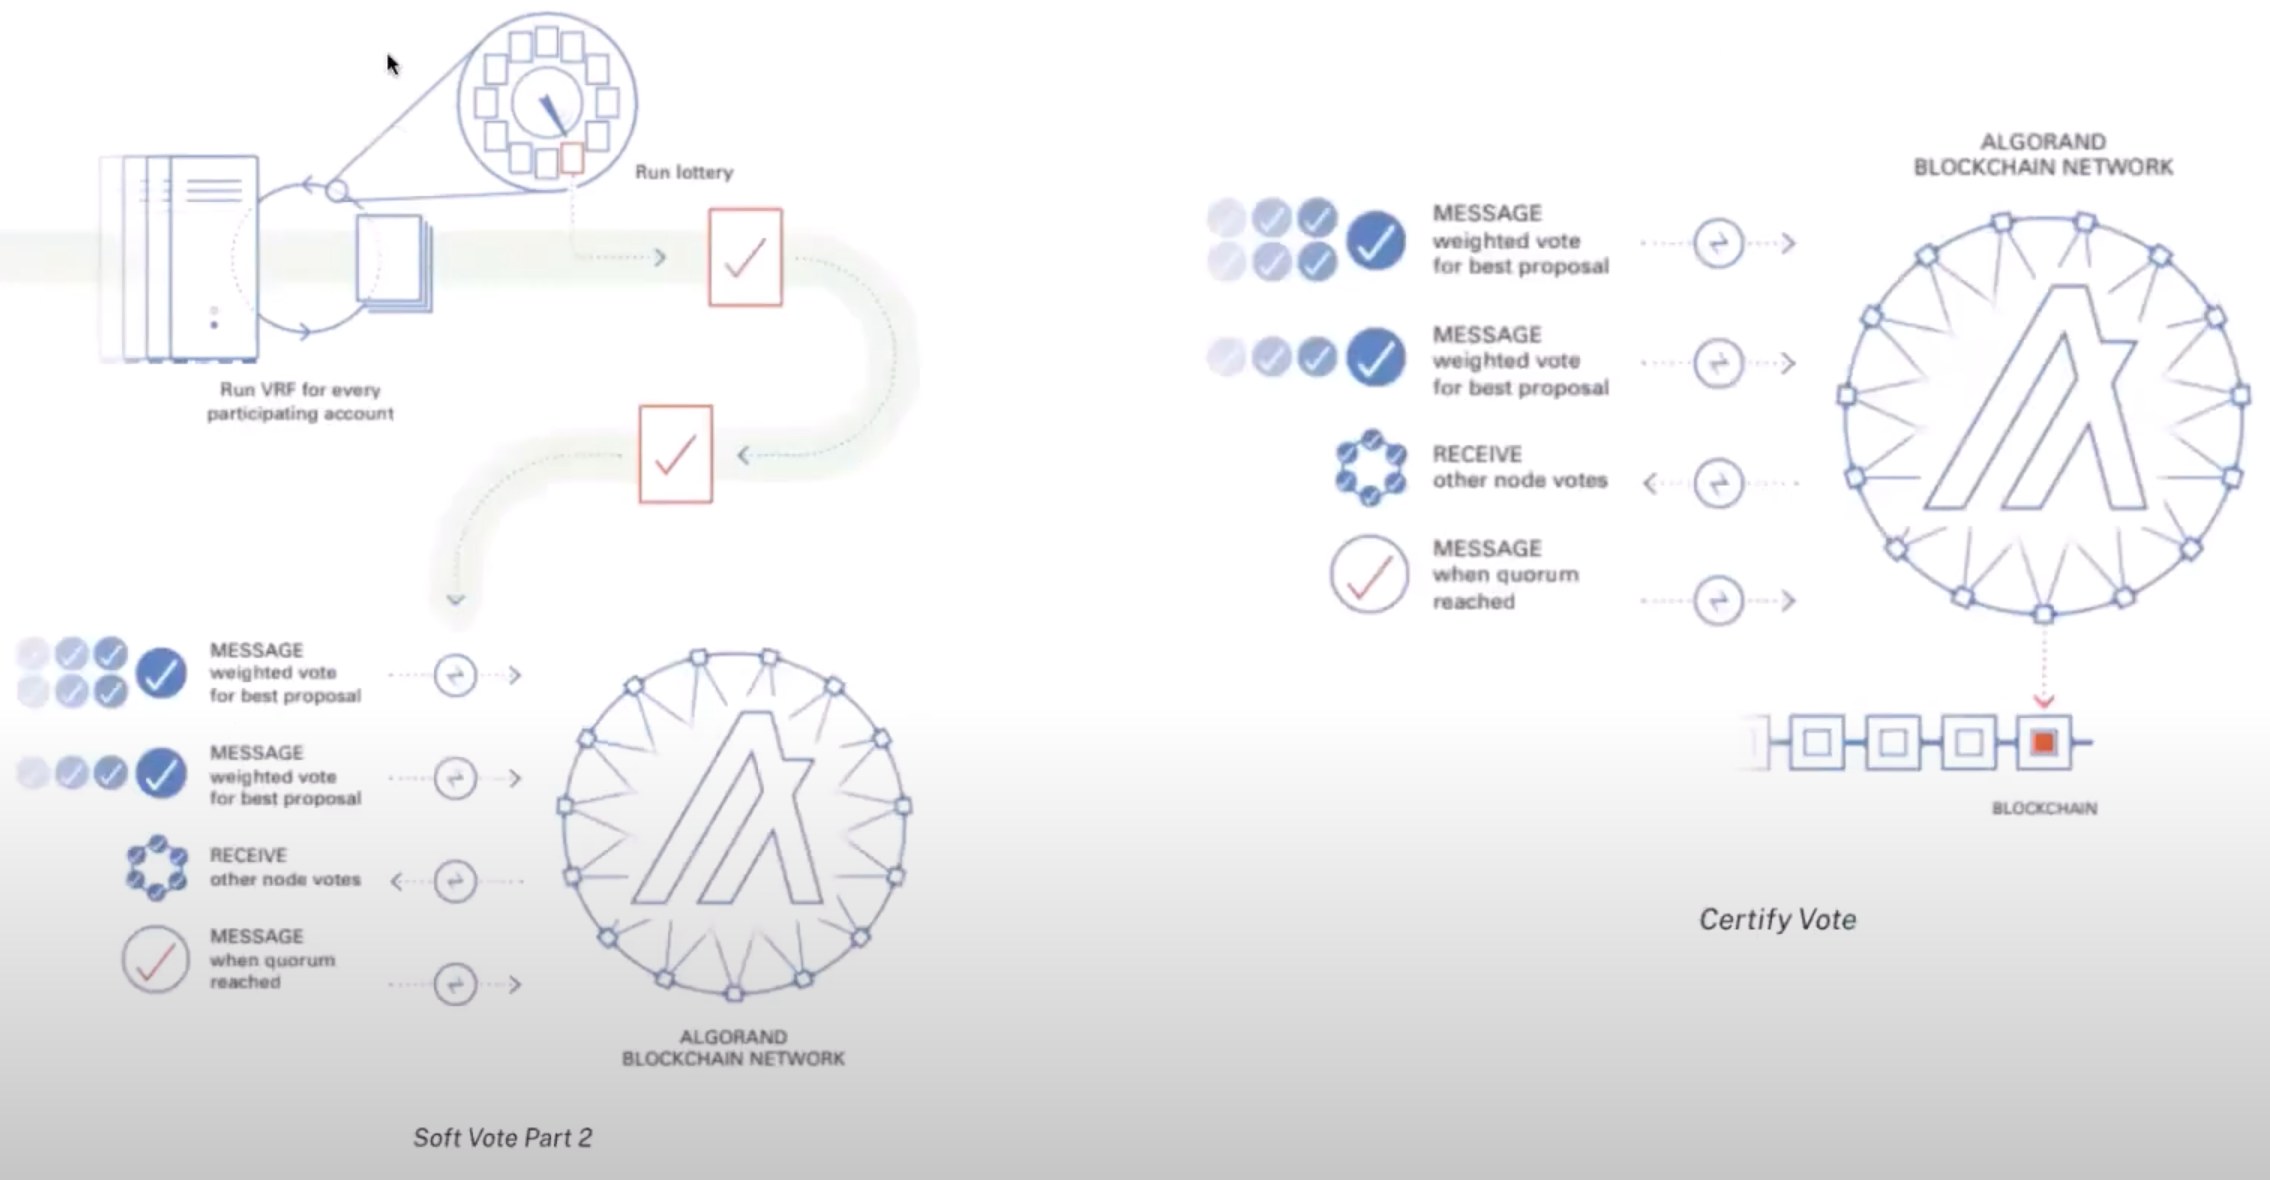 Run lottery
Run VRF for every
participating account
MESSAGE
weighted vote
for best proposal
MESSAGE
weighted vote
for best proposal
RECEIVE
other node votes
MESSAGE
when quorum
reached
ALGORAND
BLOCKCHAIN NETWORK
Soft Vote Part 2
ALGORAND
BLOCKCHAIN NETWORK
MESSAGE
weighted vote
for best proposal
MESSAGE
weighted vote
for best proposal
RECEIVE
other node votes
MESSAGE
when quorum
reached
BLOCKCHAIN
Certify Vote